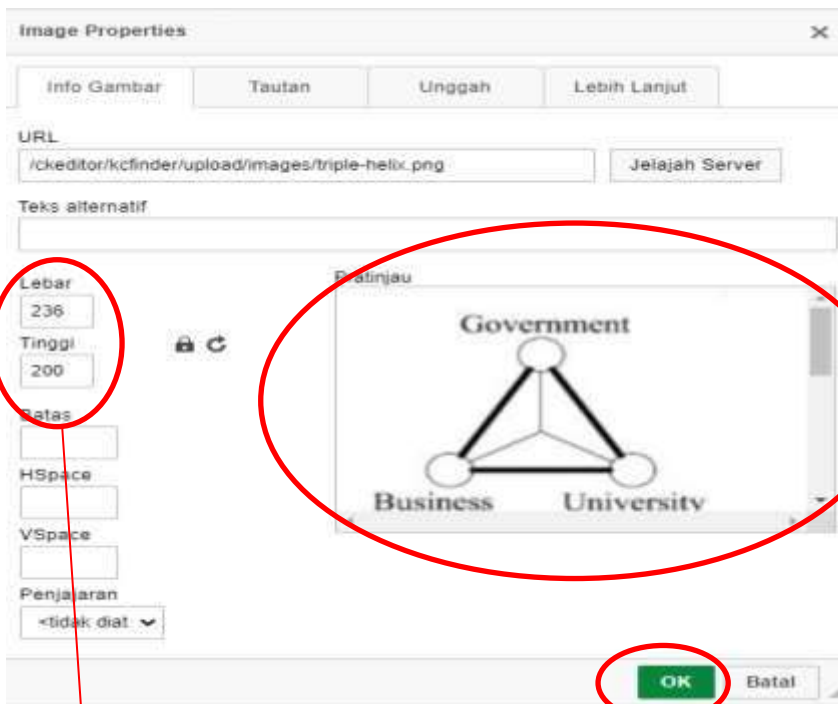 Image Properties ×
Info Gambar Tautan Unggah Lebih Lanjut
URL
/ckeditor/kcfinder/upload/images/triple-helix.png Jelajah Server
Teks alternatif
Lebar
236
Tinggi
200
Batas
HSpace
VSpace
Penjajaran
<tidak diat
Pratinjau
Government
Business University
OK Batal